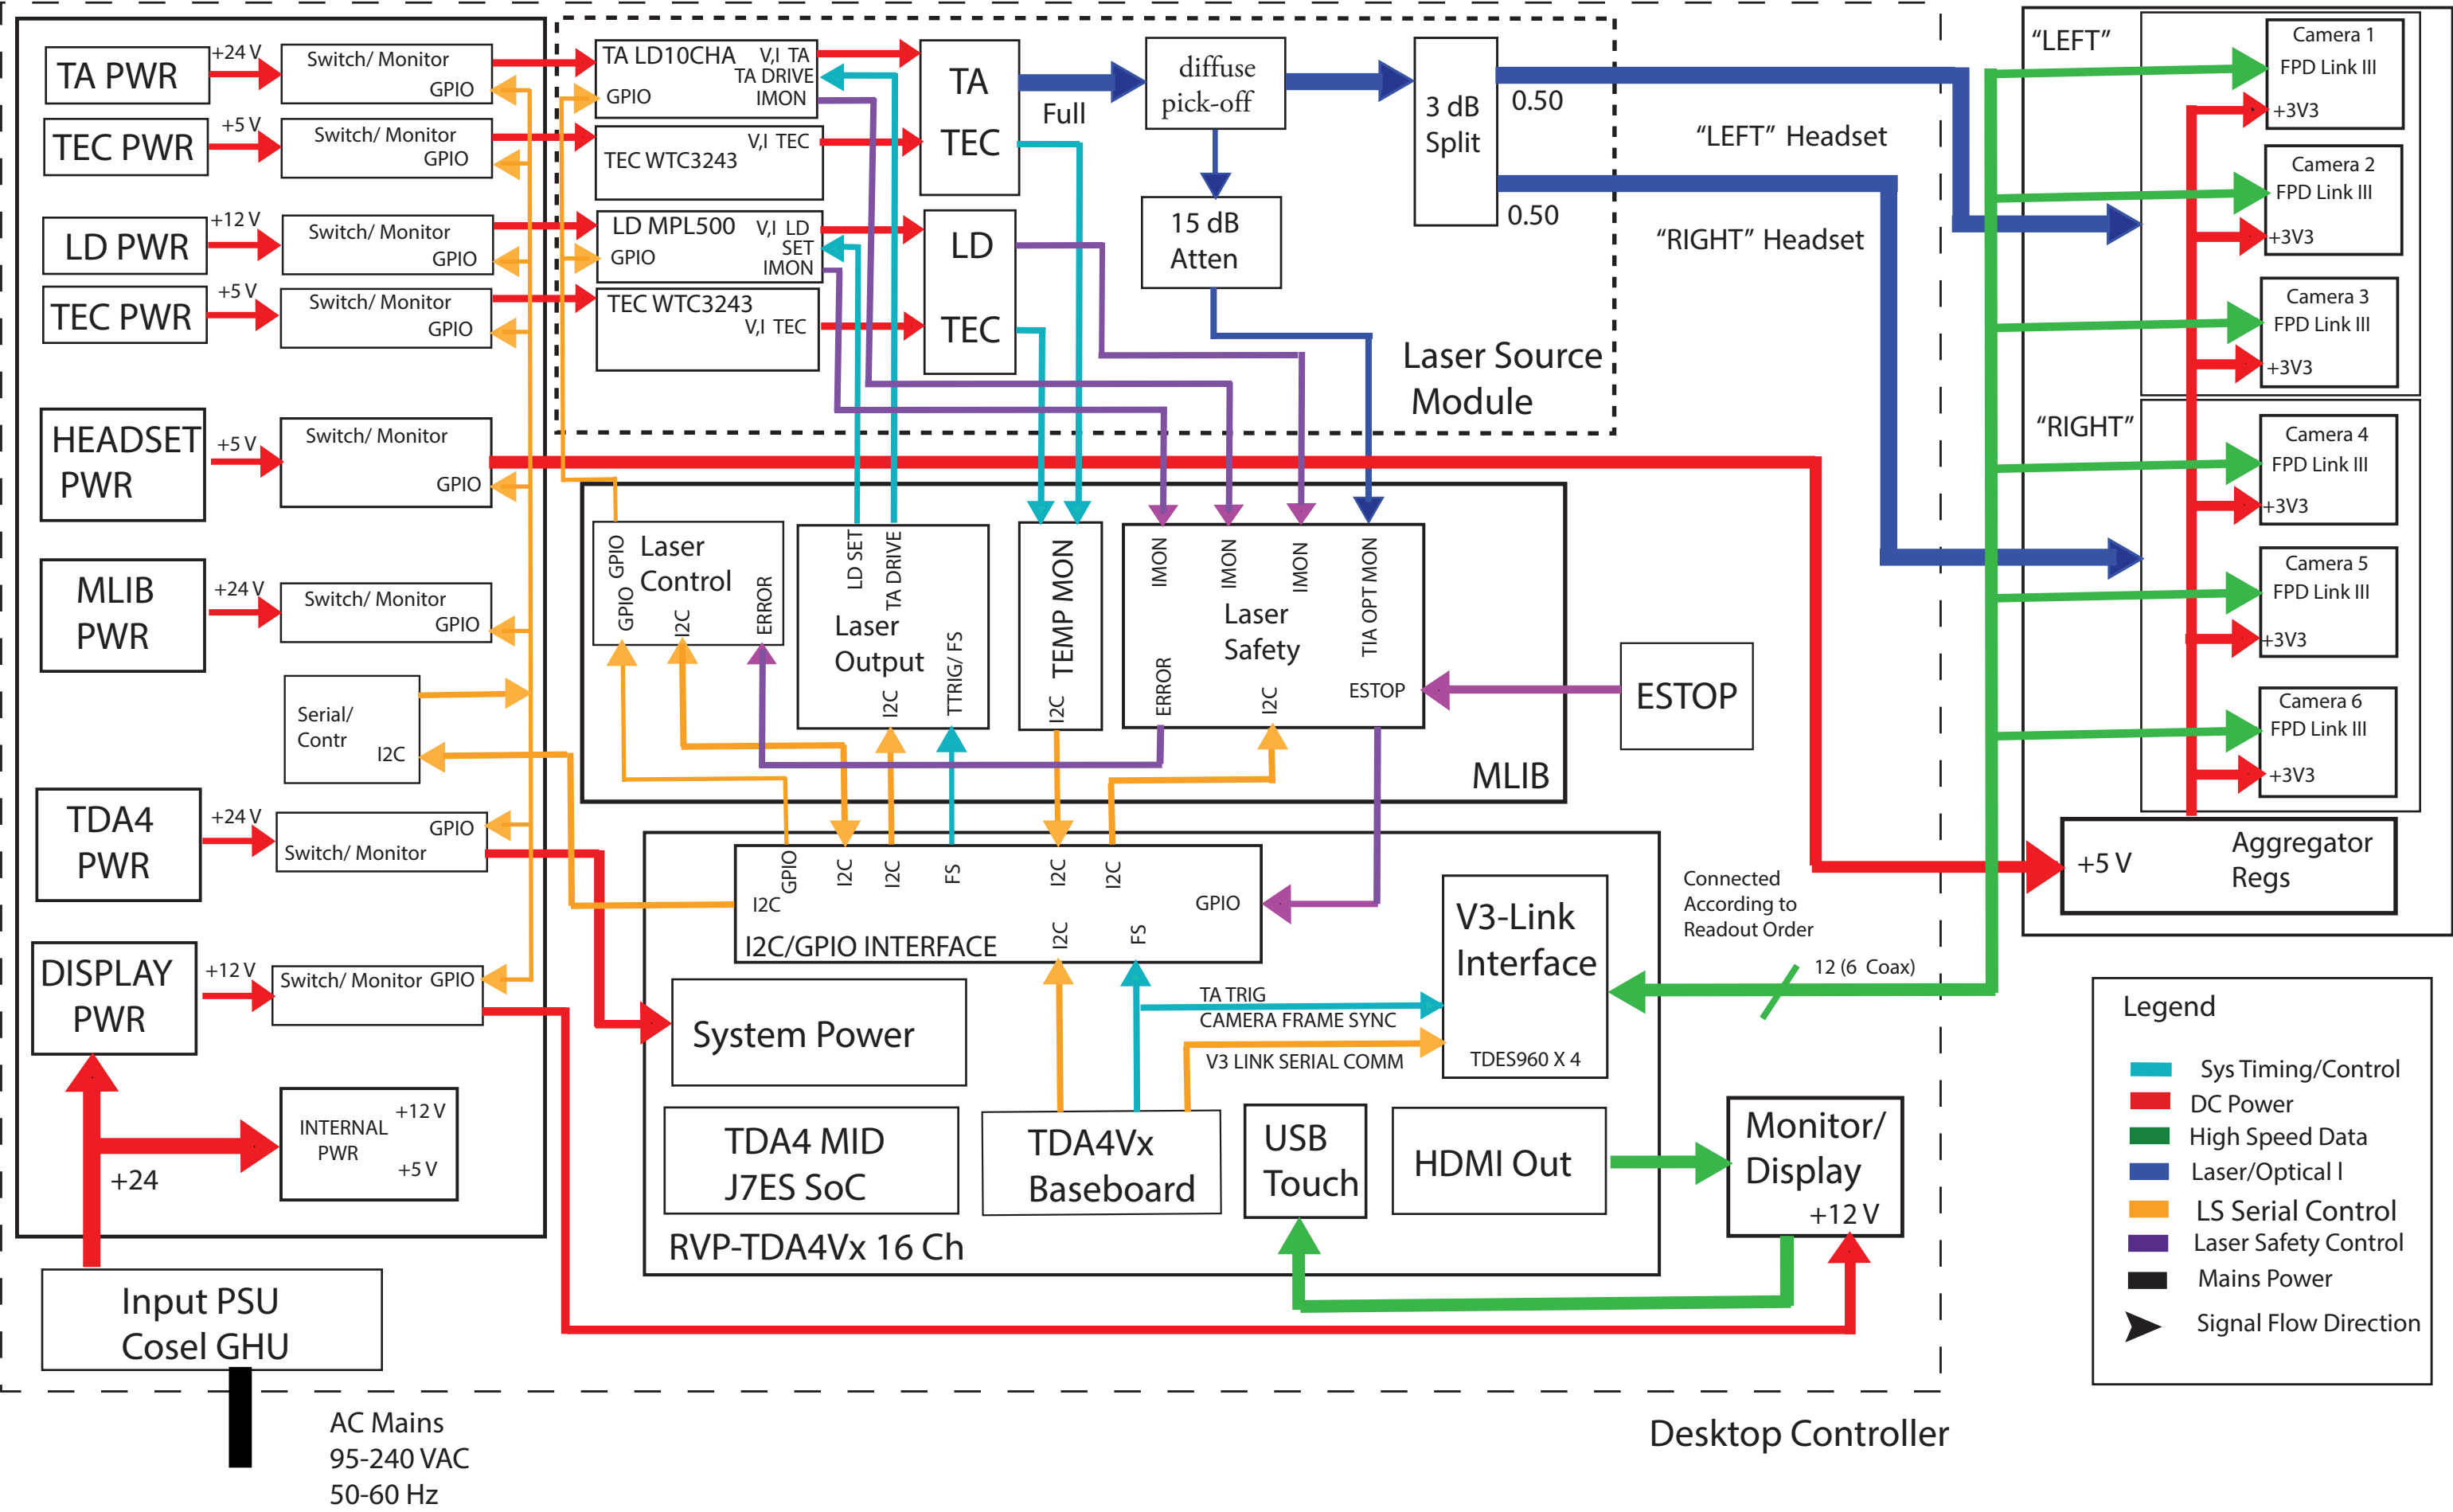 TA PWR
+24 V
Switch/ Monitor
GPIO
TEC PWR
+5 V
Switch/ Monitor
GPIO
LD PWR
+12 V
Switch/ Monitor
GPIO
TEC PWR
+5 V
Switch/ Monitor
GPIO
HEADSET
PWR
+5 V
Switch/ Monitor
GPIO
MLIB
PWR
+24 V
Switch/ Monitor
GPIO
Serial/
Contr
I2C
TDA4
PWR
+24 V
GPIO
Switch/ Monitor
DISPLAY
PWR
+12 V
Switch/ Monitor GPIO
INTERNAL
PWR
+12 V
+5 V
+24
Input PSU
Cosel GHU
AC Mains
95-240 VAC
50-60 Hz
TA LD10CHA
V,I TA
TA DRIVE
IMON
GPIO
TEC WTC3243
V,I TEC
LD MPL500
V,I LD
SET
IMON
GPIO
TEC WTC3243
V,I TEC
TA
TEC
LD
TEC
Full
diffuse
pick-off
15 dB
Atten
3 dB
Split
0.50
0.50
"LEFT" Headset
"RIGHT" Headset
Laser Source
Module
GPIO
GPIO
Laser
Control
I2C
ERROR
LD SET
TA DRIVE
Laser
Output
I2C
TTRIG/ FS
TEMP MON
I2C
IMON
IMON
IMON
TIA OPT MON
Laser
Safety
ERROR
I2C
ESTOP
MLIB
ESTOP
GPIO
I2C
I2C
FS
I2C
I2C
I2C
GPIO
I2C
FS
I2C/GPIO INTERFACE
System Power
TDA4 MID
J7ES SoC
TDA4Vx
Baseboard
USB
Touch
HDMI Out
TA TRIG
CAMERA FRAME SYNC
V3 LINK SERIAL COMM
V3-Link
Interface
TDES960 X 4
RVP-TDA4Vx 16 Ch
Connected
According to
Readout Order
12 (6 Coax)
Monitor/
Display
+12 V
Desktop Controller
"LEFT"
Camera 1
FPD Link III
+3V3
Camera 2
FPD Link III
+3V3
Camera 3
FPD Link III
+3V3
"RIGHT"
Camera 4
FPD Link III
+3V3
Camera 5
FPD Link III
+3V3
Camera 6
FPD Link III
+3V3
+5 V
Aggregator
Regs
Legend
Sys Timing/Control
DC Power
High Speed Data
Laser/Optical l
LS Serial Control
Laser Safety Control
Mains Power
Signal Flow Direction